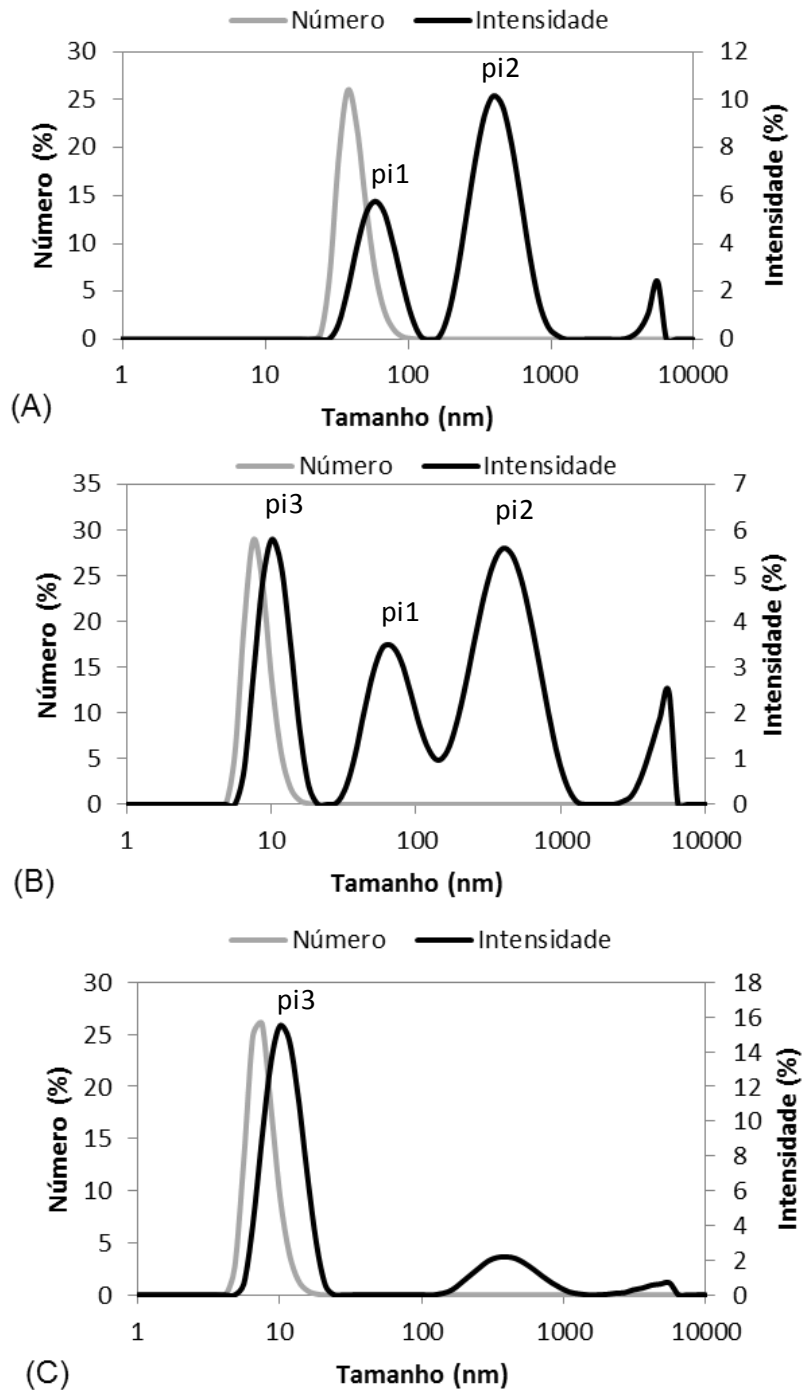 Número Intensidade
pi2
pi1
30
25
20
15
10
5
0
12
10
8
6
4
2
0
Número (%)
Intensidade (%)
1 10 100 1000 10000
Tamanho (nm)
(A)
Número Intensidade
pi3
pi2
pi1
35
30
25
20
15
10
5
0
7
6
5
4
3
2
1
0
Número (%)
Intensidade (%)
1 10 100 1000 10000
Tamanho (nm)
(B)
Número Intensidade
pi3
30
25
20
15
10
5
0
18
16
14
12
10
8
6
4
2
0
Número (%)
Intensidade (%)
1 10 100 1000 10000
Tamanho (nm)
(C)